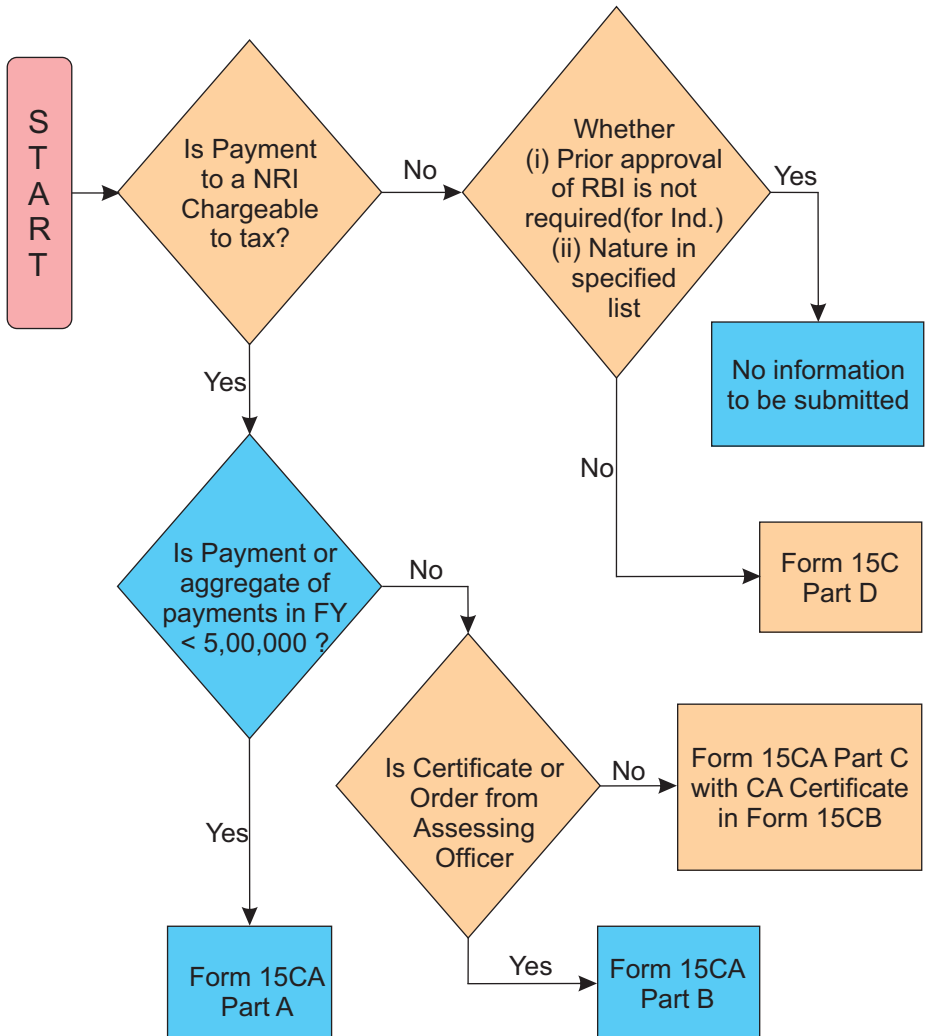 S
T
A
R
T
Is Payment
to a NRI
Chargeable
to tax?
No
Whether
(i) Prior approval
of RBI is not
required(for Ind.)
(ii) Nature in
specified
list
Yes
No information
to be submitted
Yes
No
Form 15C
Part D
Is Payment or
aggregate of
payments in FY
< 5,00,000 ?
No
Is Certificate or
Order from
Assessing
Officer
No
Form 15CA Part C
with CA Certificate
in Form 15CB
Yes
Form 15CA
Part A
Yes
Form 15CA
Part B